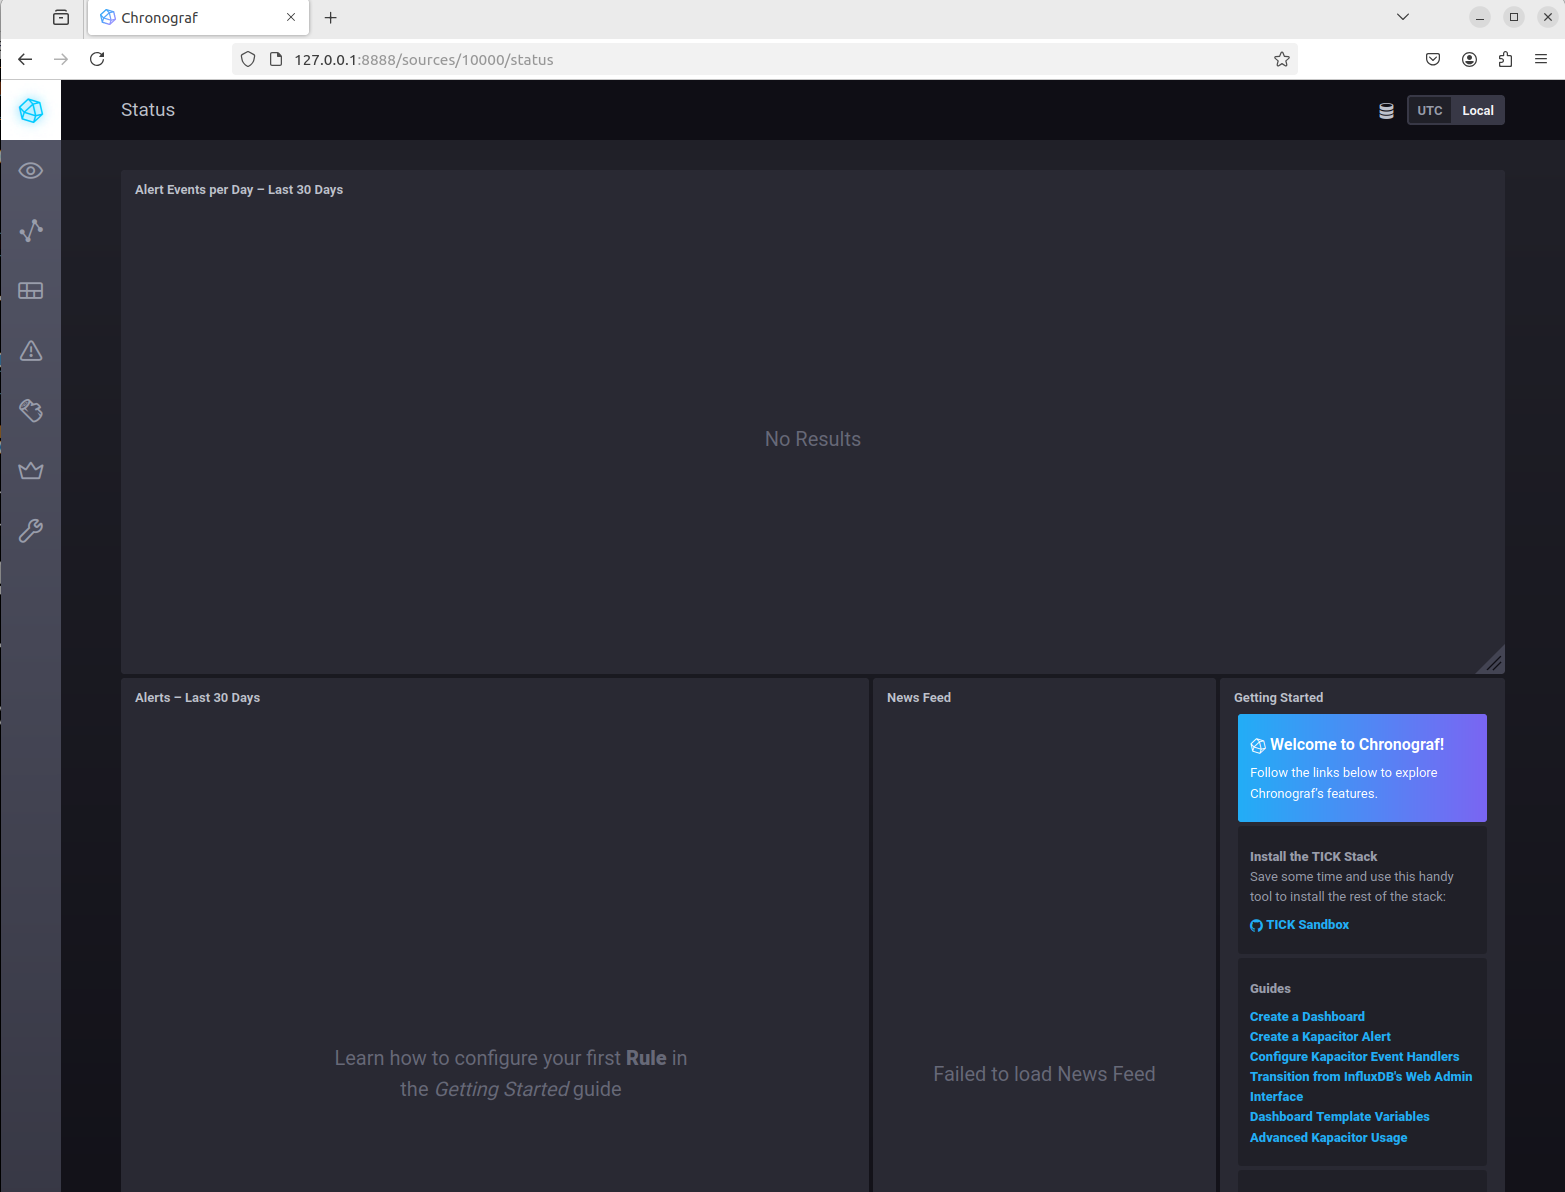 Chronograf
127.0.0.1:8888/sources/10000/status
Status
UTC
Local
Alert Events per Day – Last 30 Days
No Results
Alerts – Last 30 Days
Learn how to configure your first Rule in
the Getting Started guide
News Feed
Failed to load News Feed
Getting Started
Welcome to Chronograf!
Follow the links below to explore
Chronograf's features.
Install the TICK Stack
Save some time and use this handy
tool to install the rest of the stack:
TICK Sandbox
Guides
Create a Dashboard
Create a Kapacitor Alert
Configure Kapacitor Event Handlers
Transition from InfluxDB's Web Admin
Interface
Dashboard Template Variables
Advanced Kapacitor Usage